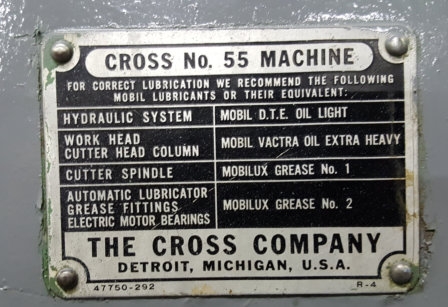 CROSS No. 55 MACHINE
FOR CORRECT LUBRICATION WE RECOMMEND THE FOLLOWING
MOBIL LUBRICANTS OR THEIR EQUIVALENT:
HYDRAULIC SYSTEM MOBIL D.T.E. OIL LIGHT
WORK HEAD
CUTTER HEAD COLUMN MOBIL VACTRA OIL EXTRA HEAVY
CUTTER SPINDLE MOBILUX GREASE No. 1
AUTOMATIC LUBRICATOR
GREASE FITTINGS MOBILUX GREASE No. 2
ELECTRIC MOTOR BEARINGS
THE CROSS COMPANY
DETROIT, MICHIGAN, U.S.A.
47750-292 R-4